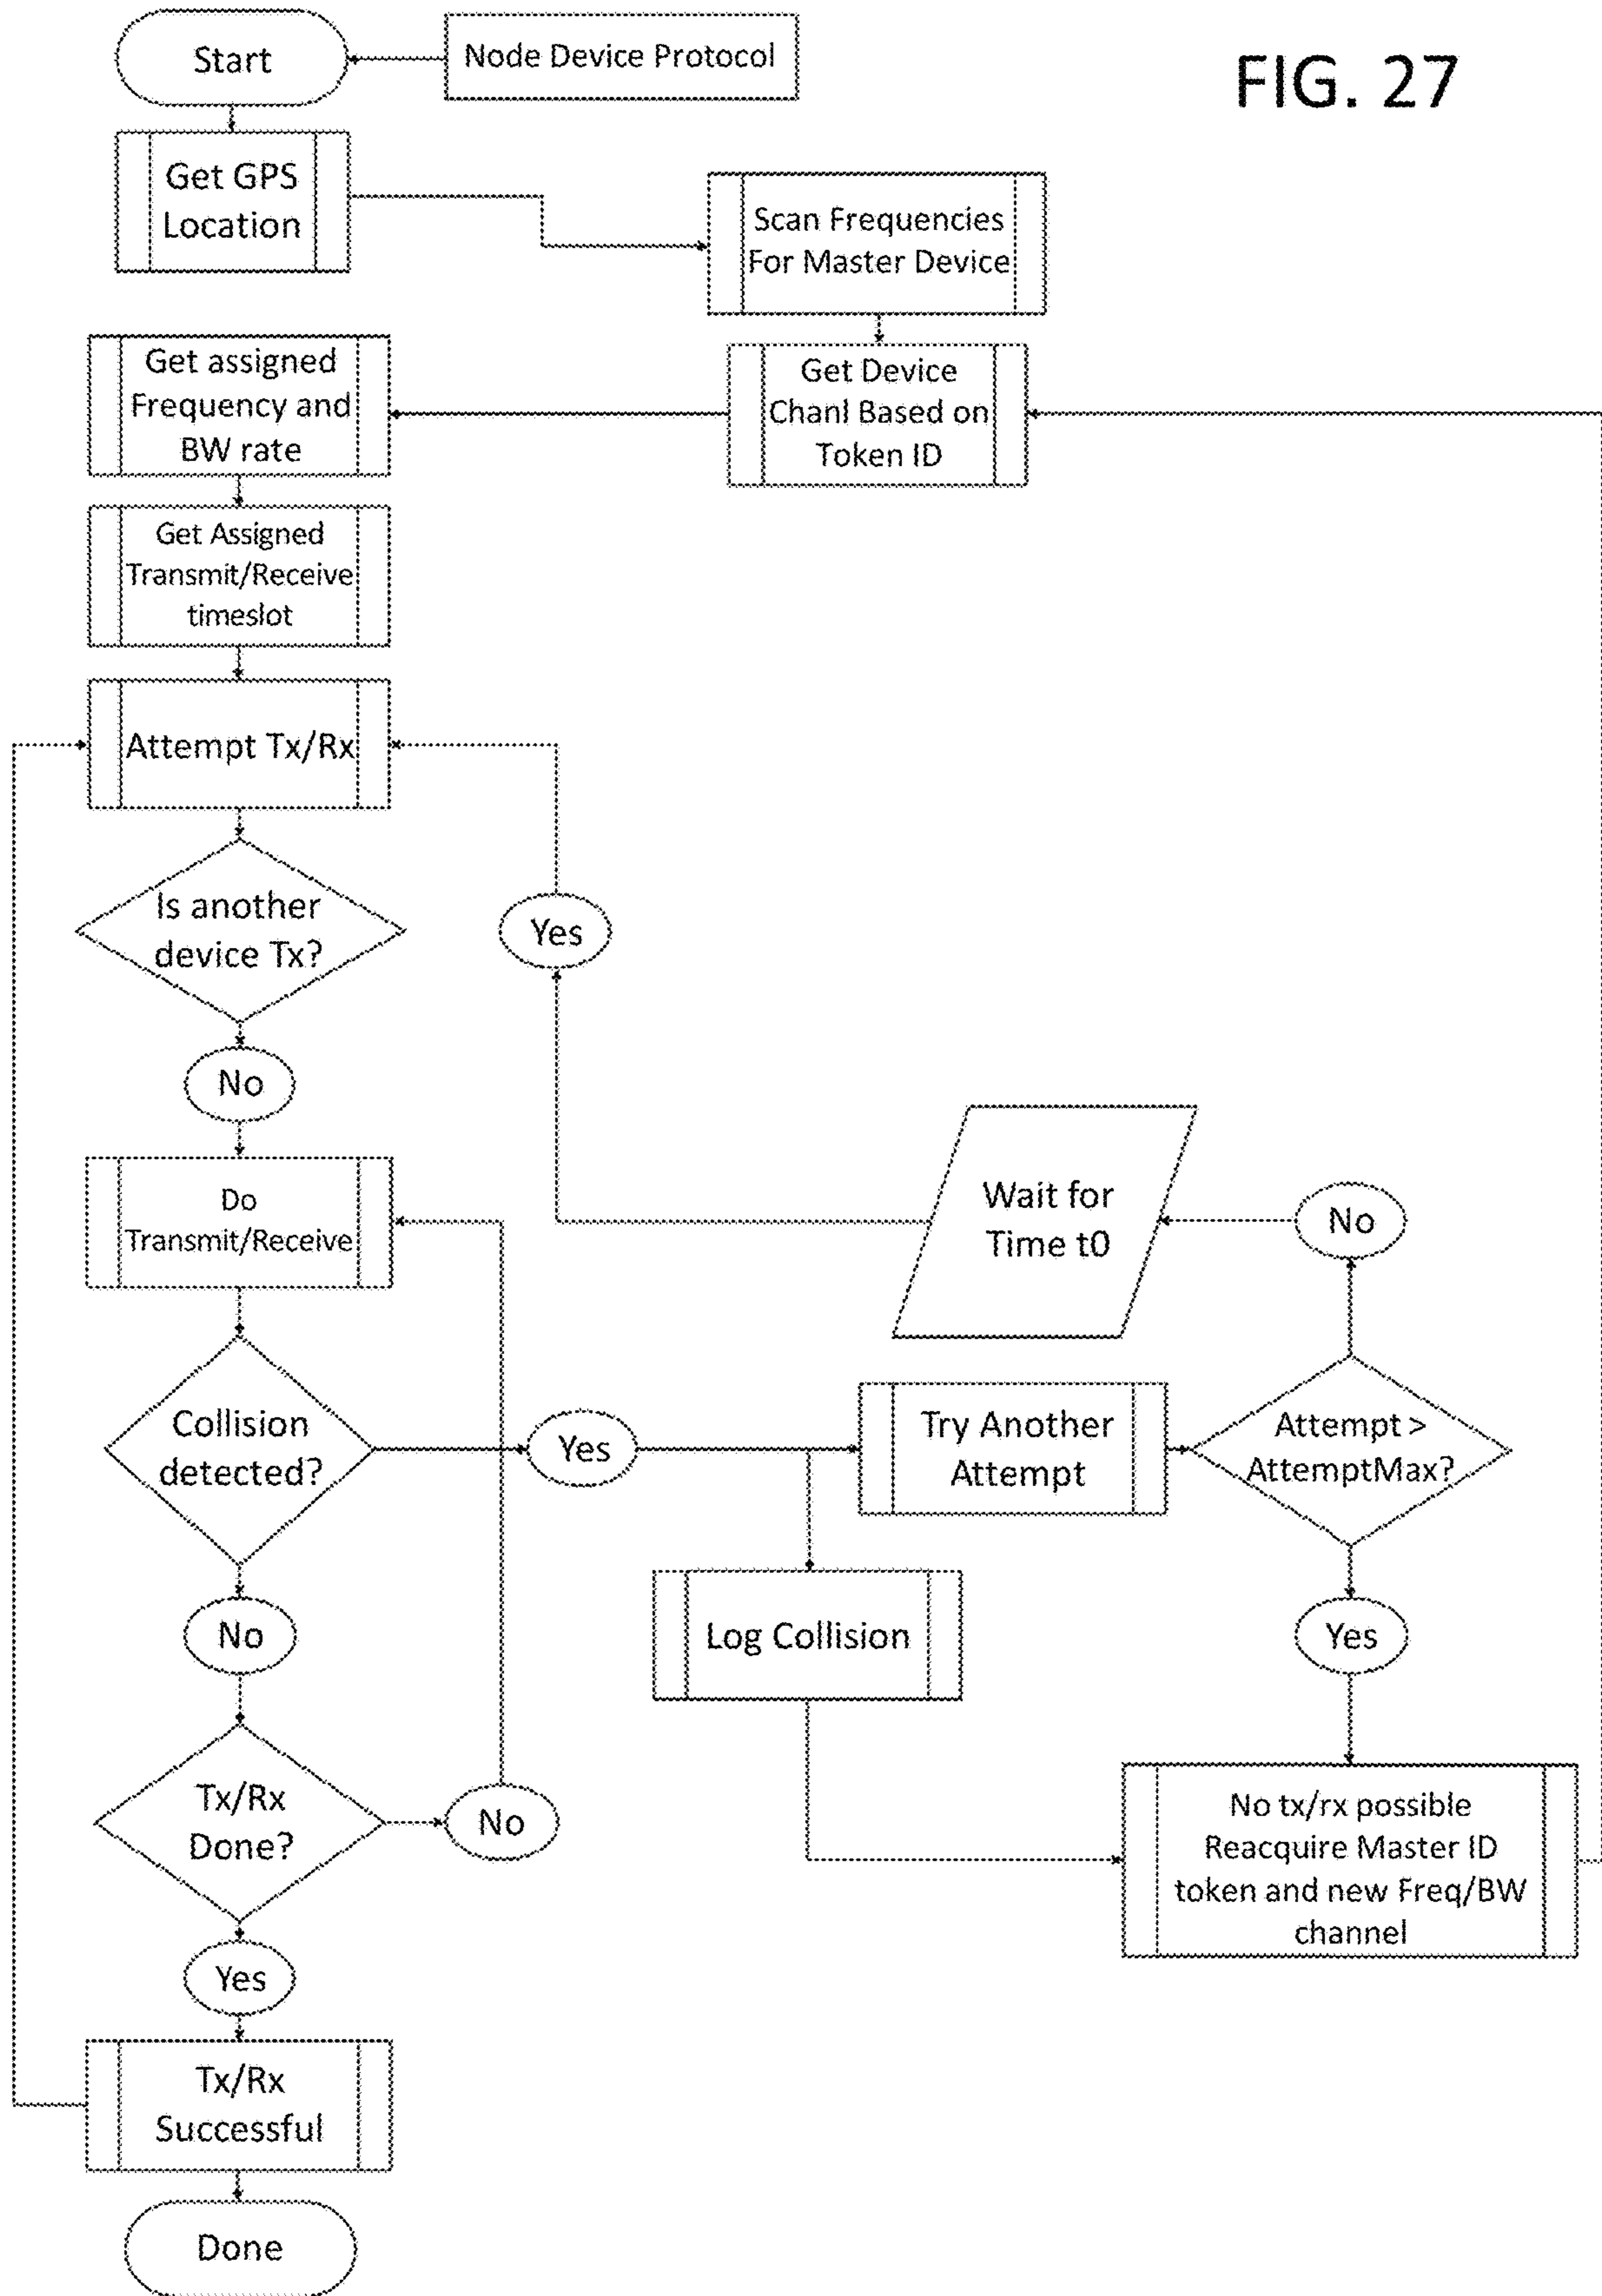 Start
Node Device Protocol
FIG. 27
Get GPS
Location
Scan Frequencies
For Master Device
Get assigned
Frequency and
BW rate
Get Device
Chanl Based on
Token ID
Get Assigned
Transmit/Receive
timeslot
Attempt Tx/Rx
Is another
device Tx?
Yes
No
Do
Transmit/Receive
Wait for
Time t0
No
Collision
detected?
Yes
Try Another
Attempt
Attempt >
AttemptMax?
No
Log Collision
Yes
Tx/Rx
Done?
No
No tx/rx possible
Reacquire Master ID
token and new Freq/BW
channel
Yes
Tx/Rx
Successful
Done